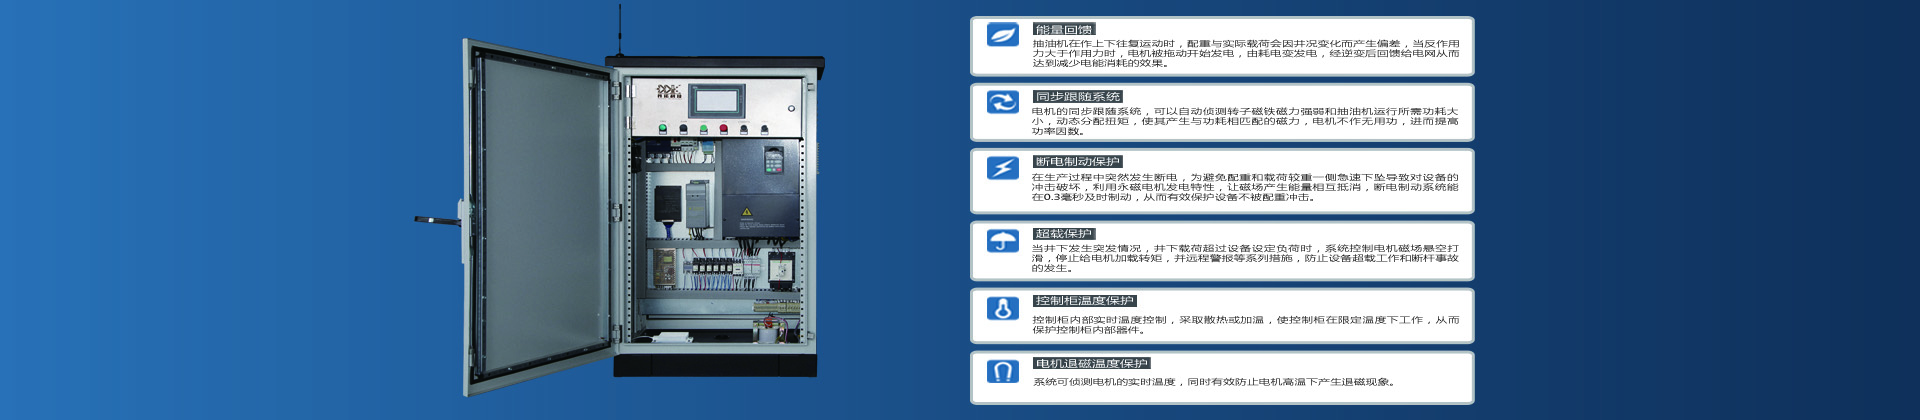 能量回馈
抽油机在作上下往复运动时，配重与实际载荷会因井况变化而产生偏差，当反作用
力大于作用力时，电机被拖动开始发电，由耗电变发电，经逆变后回馈给电网从而
达到减少电能消耗的效果。
同步跟随系统
电机的同步跟随系统，可以自动侦测转子磁铁磁力强弱和抽油机运行所需功耗大
小，动态分配扭矩，使其产生与功耗相匹配的磁力，电机不作无用功，进而提高
功率因数。
断电制动保护
在生产过程中突然发生断电，为避免配重和载荷较重一侧急速下坠导致对设备的
冲击破坏，利用永磁电机发电特性，让磁场产生能量相互抵消，断电制动系统能
在0.3毫秒及时制动，从而有效保护设备不被配重冲击。
超载保护
当井下发生突发情况，井下载荷超过设备设定负荷时，系统控制电机磁场悬空打
滑，停止给电机加载转矩，并远程警报等系列措施，防止设备超载工作和断杆事故
的发生。
控制柜温度保护
控制柜内部实时温度控制，采取散热或加温，使控制柜在限定温度下工作，从而
保护控制柜内部器件。
电机退磁温度保护
系统可侦测电机的实时温度，同时有效防止电机高温下产生退磁现象。